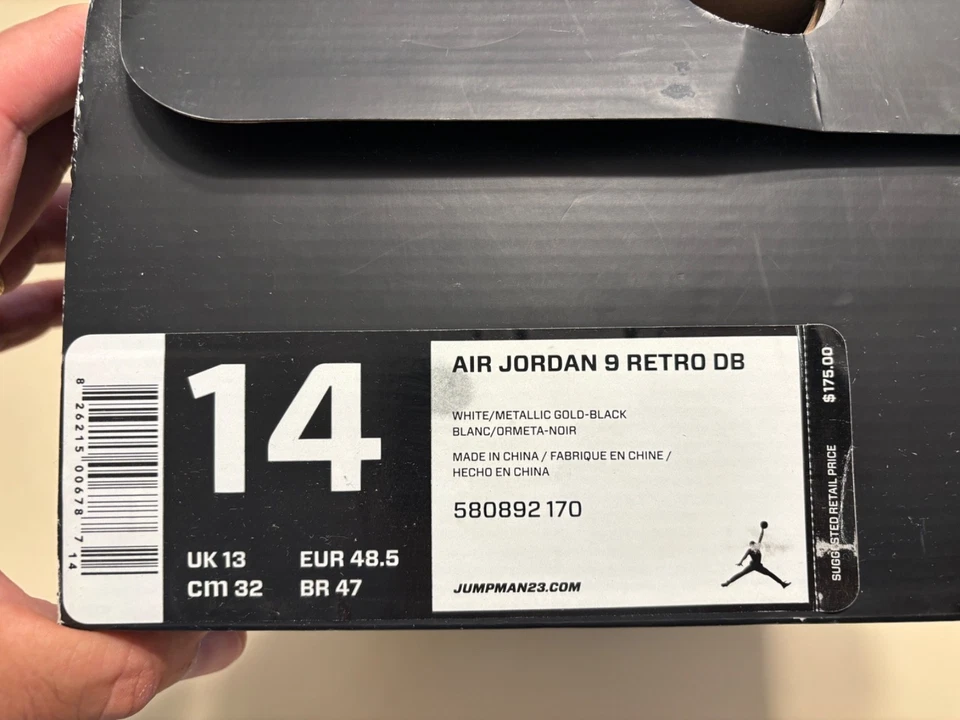 8 26215 00678 7 14
14
UK 13 EUR 48.5
cm 32 BR 47
AIR JORDAN 9 RETRO DB
WHITE/METALLIC GOLD-BLACK
BLANC/ORMETA-NOIR
MADE IN CHINA / FABRIQUE EN CHINE /
HECHO EN CHINA
580892 170
JUMPMAN23.COM
SUGGESTED RETAIL PRICE $175.00